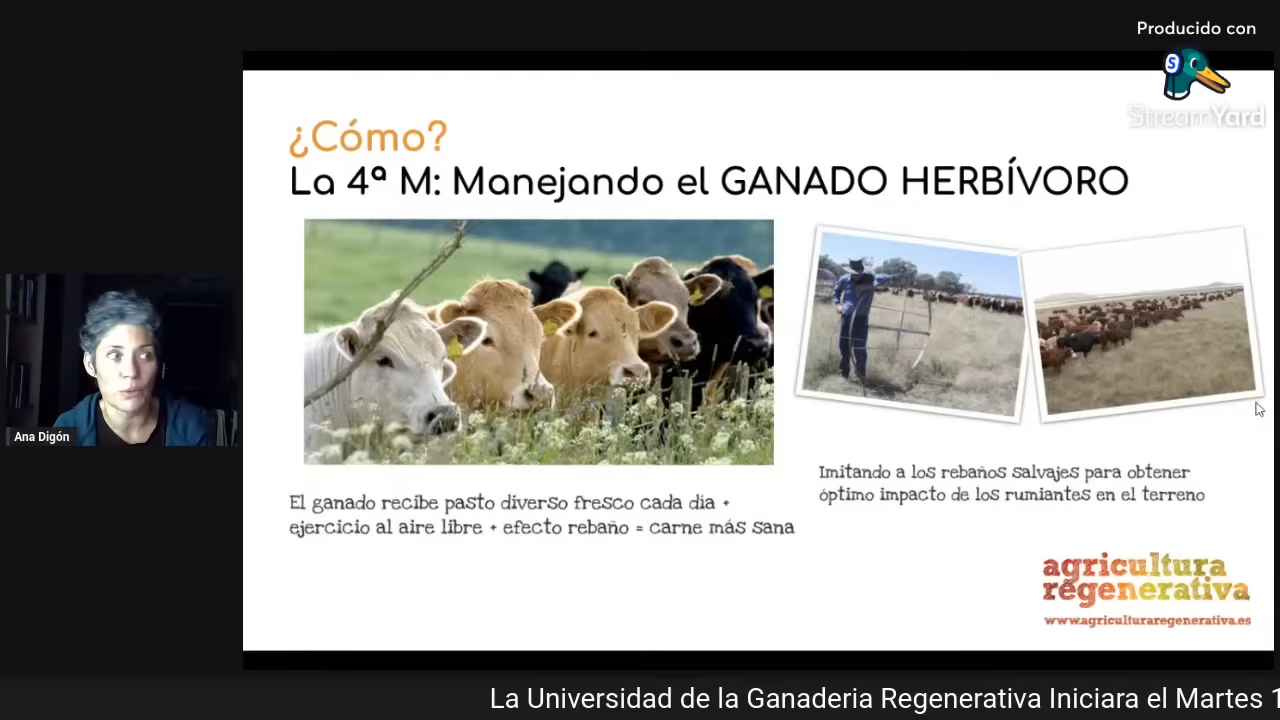 Producido con
StreamYard
¿Cómo?
La 4ª M: Manejando el GANADO HERBÍVORO
Ana Digón
El ganado recibe pasto diverso fresco cada dia +
ejercicio al aire libre + efecto rebaño = carne más sana
Imitando a los rebaños salvajes para obtener
óptimo impacto de los rumiantes en el terreno
agricultura
regenerativa
www.agriculturaregenerativa.es
La Universidad de la Ganaderia Regenerativa Iniciara el Martes 1